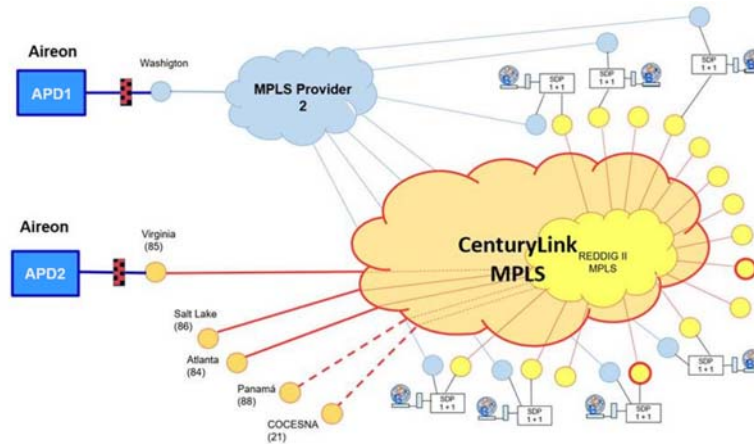 Aireon
APD1
Washigton
MPLS Provider
2
SDP
1 + 1
SDP
1 + 1
SDP
1 + 1
Aireon
APD2
Virginia
(85)
CenturyLink
MPLS
REDDIG II
MPLS
Salt Lake
(86)
Atlanta
(84)
Panamá
(88)
COCESNA
(21)
SDP
1 + 1
SDP
1 + 1
SDP
1 + 1
SDP
1 + 1